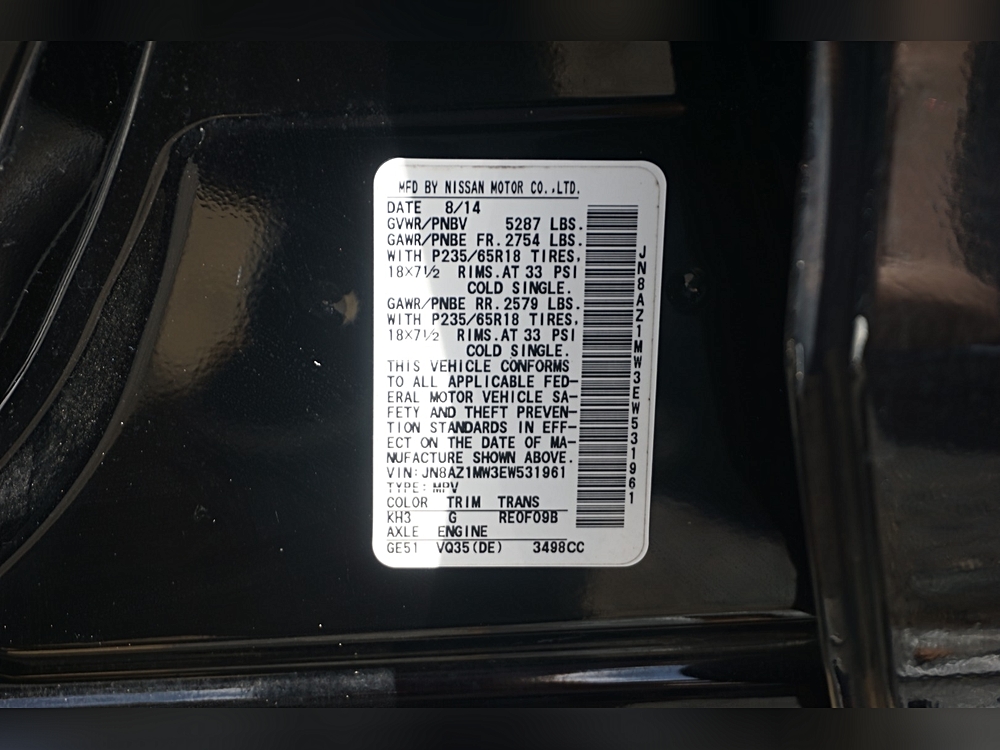 MFD BY NISSAN MOTOR CO.,LTD.
DATE 8/14
GVWR/PNBV 5287 LBS.
GAWR/PNBE FR. 2754 LBS.
WITH P235/65R18 TIRES,
18×7½ RIMS.AT 33 PSI
COLD SINGLE.
GAWR/PNBE RR. 2579 LBS.
WITH P235/65R18 TIRES,
18×7½ RIMS.AT 33 PSI
COLD SINGLE.
THIS VEHICLE CONFORMS
TO ALL APPLICABLE FED-
ERAL MOTOR VEHICLE SA-
FETY AND THEFT PREVEN-
TION STANDARDS IN EFF-
ECT ON THE DATE OF MA-
NUFACTURE SHOWN ABOVE.
VIN:JN8AZ1MW3EW531961
TYPE: MPV
COLOR TRIM TRANS
KH3 G RE0F09B
AXLE ENGINE
GE51 VQ35(DE) 3498CC
JN8AZ1MW3EW531961